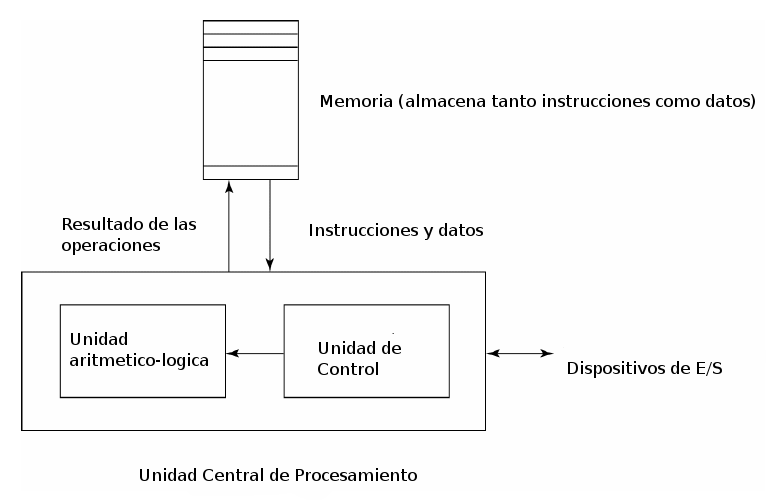 Memoria (almacena tanto instrucciones como datos)
Resultado de las
operaciones
Instrucciones y datos
Unidad
aritmetico-logica
Unidad de
Control
Dispositivos de E/S
Unidad Central de Procesamiento